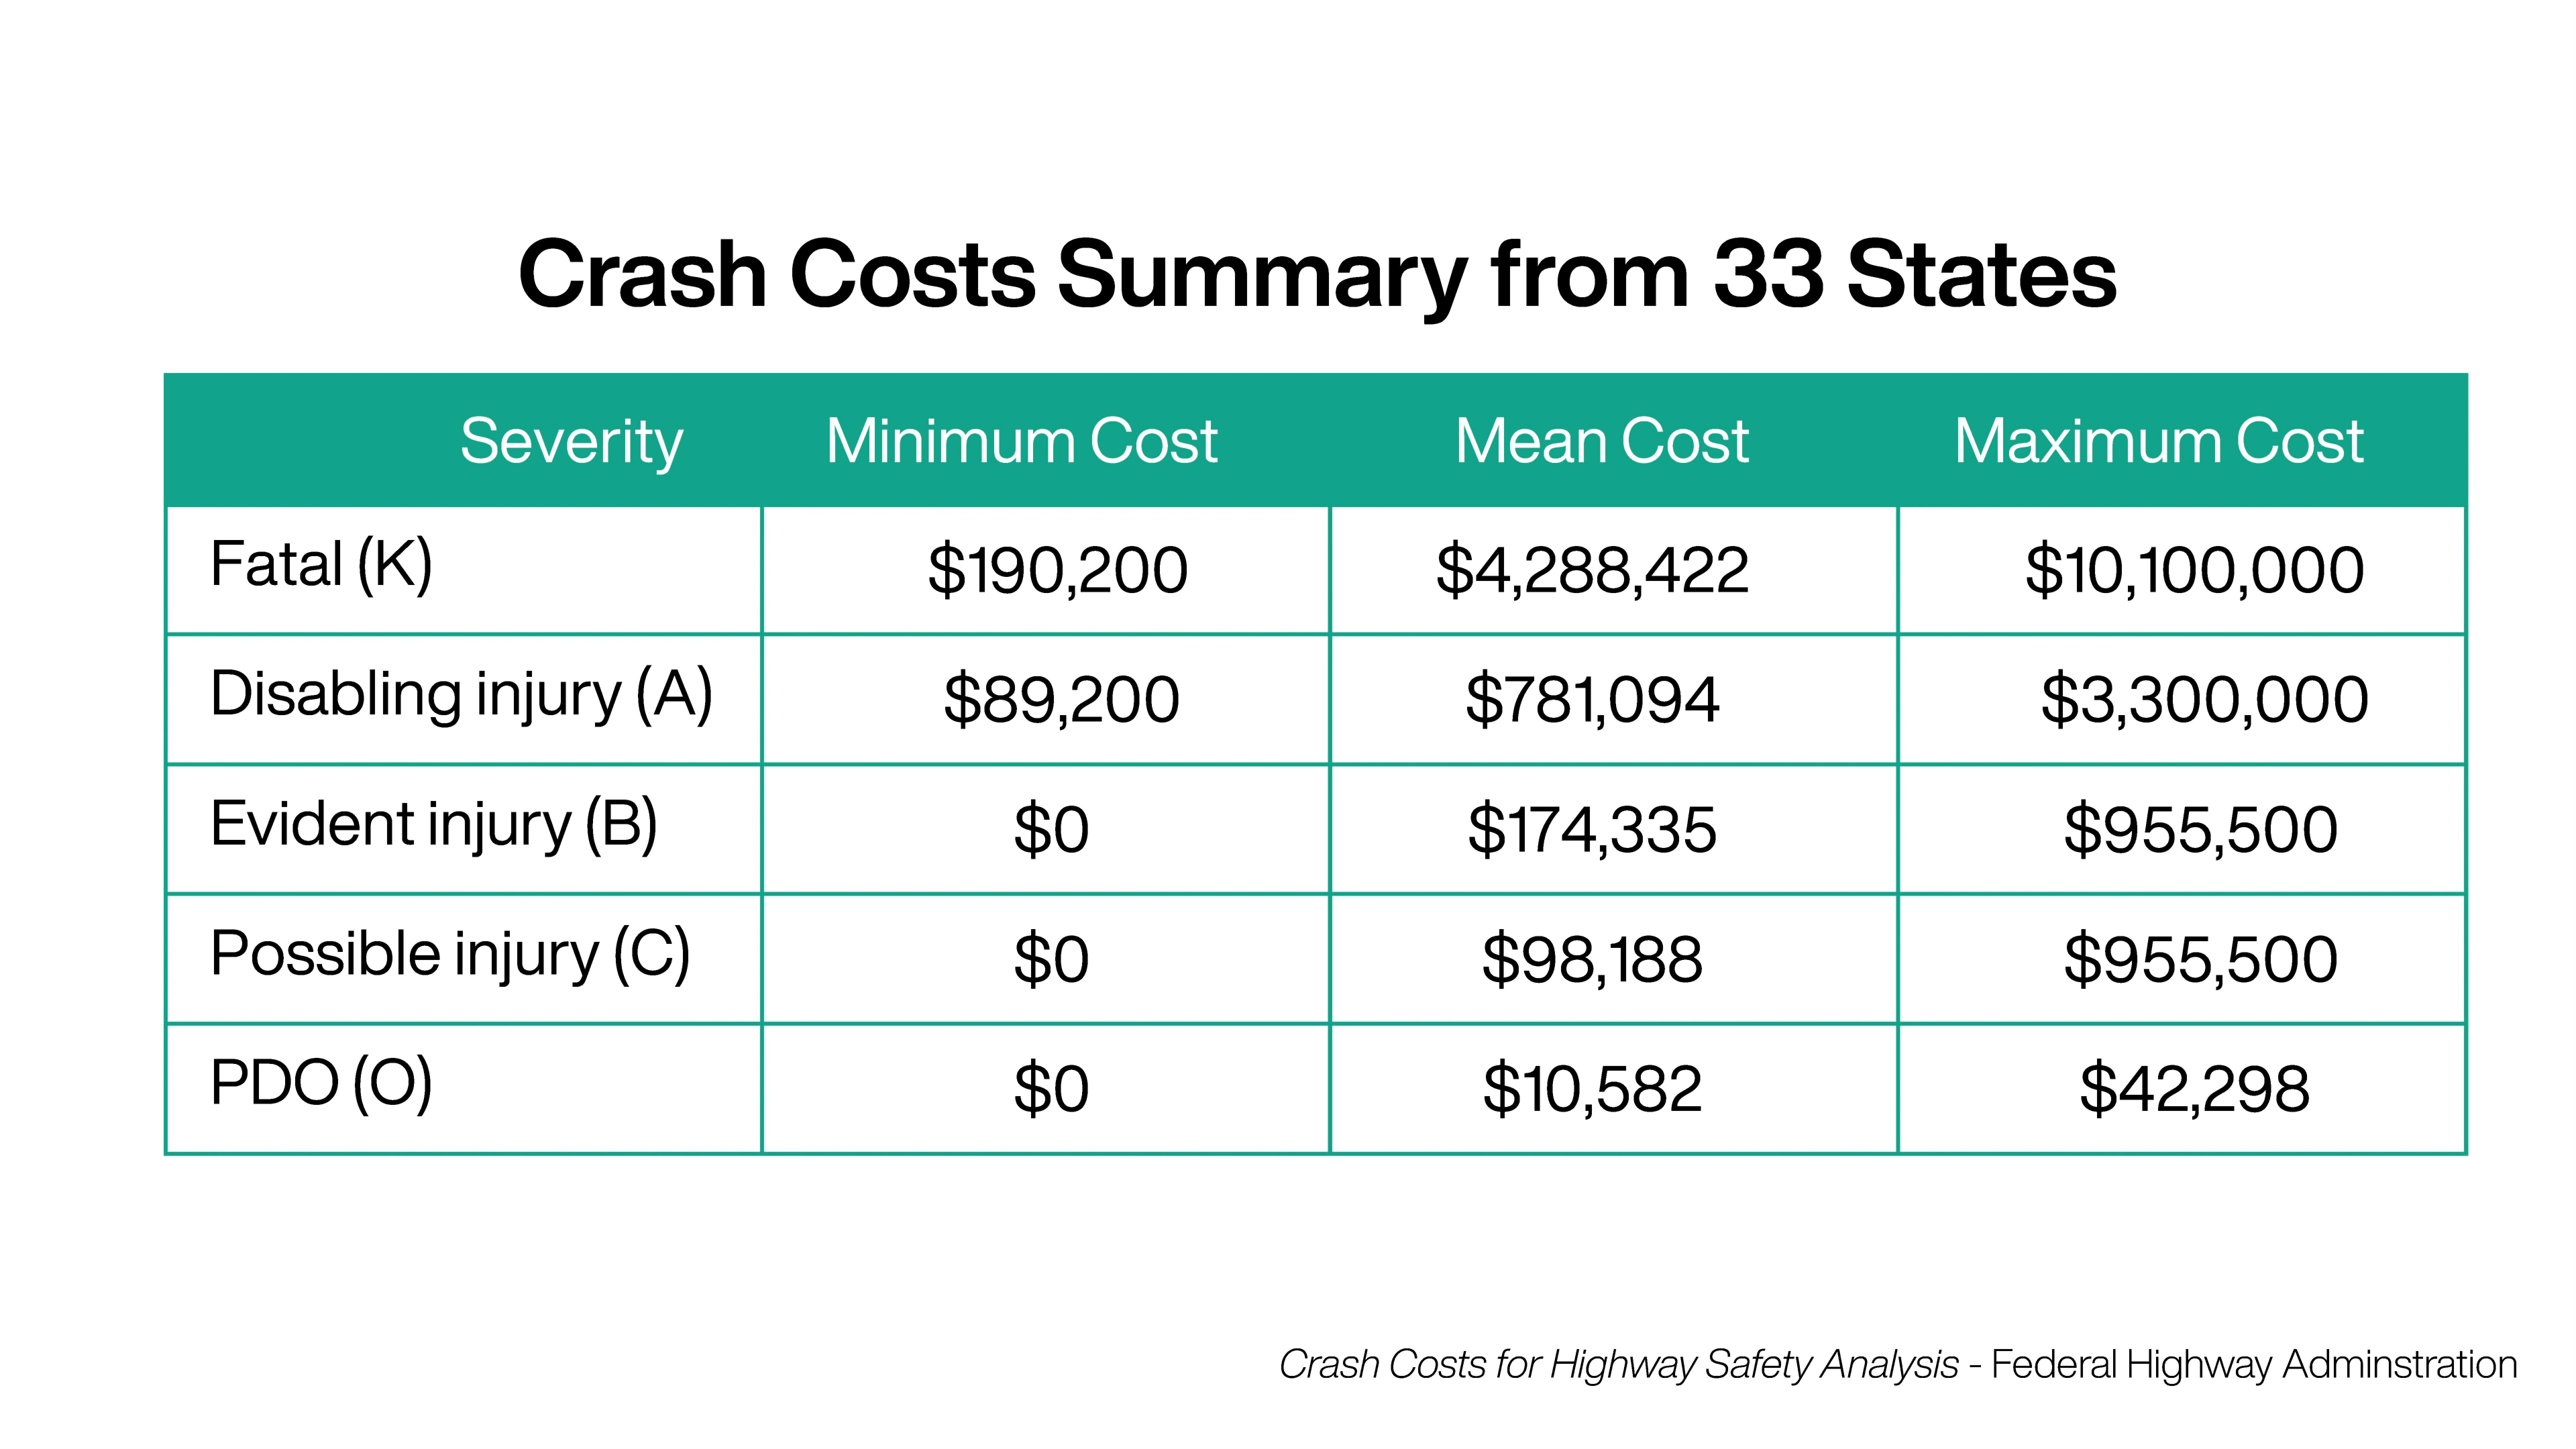 Crash Costs Summary from 33 States
Severity Minimum Cost Mean Cost Maximum Cost
Fatal (K) $190,200 $4,288,422 $10,100,000
Disabling injury (A) $89,200 $781,094 $3,300,000
Evident injury (B) $0 $174,335 $955,500
Possible injury (C) $0 $98,188 $955,500
PDO (O) $0 $10,582 $42,298
Crash Costs for Highway Safety Analysis - Federal Highway Adminstration